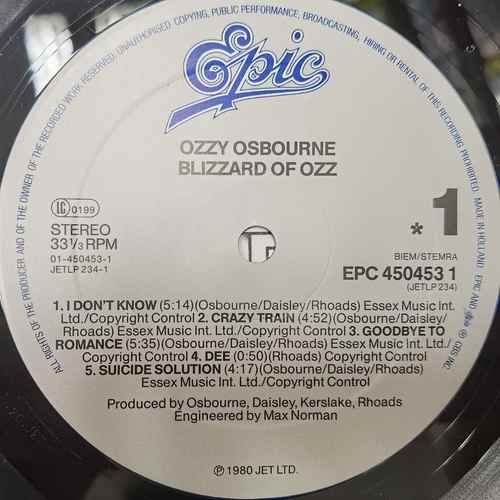 ALL RIGHTS OF THE PRODUCER AND OF THE OWNER OF THE RECORDED WORK RESERVED. UNAUTHORISED COPYING, PUBLIC PERFORMANCE, BROADCASTING, HIRING OR RENTAL OF THIS RECORDING PROHIBITED. MADE IN HOLLAND. EPIC AND
CBS INC.
Epic
OZZY OSBOURNE
BLIZZARD OF OZZ
LC 0199
STEREO
33⅓ RPM
01-450453-1
JETLP 234-1
* 1
BIEM/STEMRA
EPC 450453 1
(JETLP 234)
1. I DON'T KNOW (5:14)(Osbourne/Daisley/Rhoads) Essex Music Int.
Ltd./Copyright Control 2. CRAZY TRAIN (4:52)(Osbourne/Daisley/
Rhoads) Essex Music Int. Ltd./Copyright Control 3. GOODBYE TO
ROMANCE (5:35)(Osbourne/Daisley/Rhoads) Essex Music Int.
Ltd./Copyright Control 4. DEE (0:50)(Rhoads) Copyright Control
5. SUICIDE SOLUTION (4:17)(Osbourne/Daisley/Rhoads)
Essex Music Int. Ltd./Copyright Control
Produced by Osbourne, Daisley, Kerslake, Rhoads
Engineered by Max Norman
℗ 1980 JET LTD.